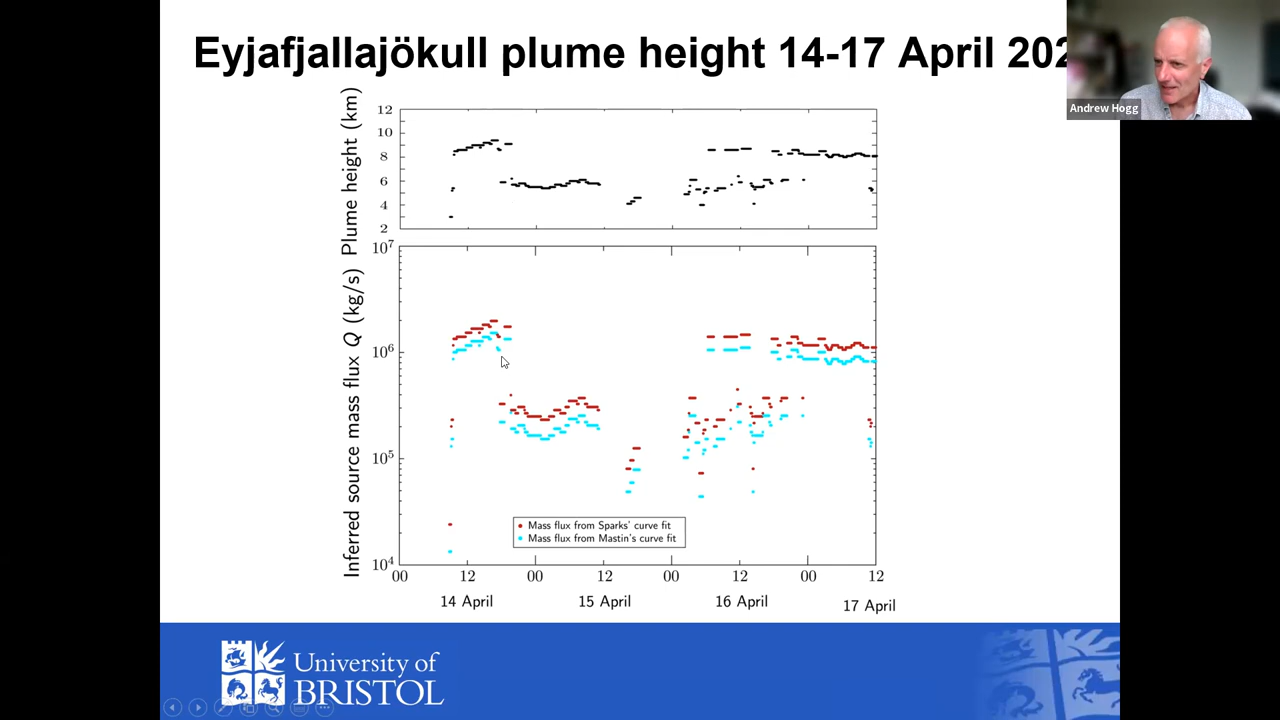 Eyjafjallajökull plume height 14-17 April 202
Andrew Hogg
Plume height (km)
12
10
8
6
4
2
Inferred source mass flux Q (kg/s)
10⁷
10⁶
10⁵
10⁴
Mass flux from Sparks' curve fit
Mass flux from Mastin's curve fit
00 12 00 12 00 12 00 12
14 April 15 April 16 April 17 April
University of
BRISTOL